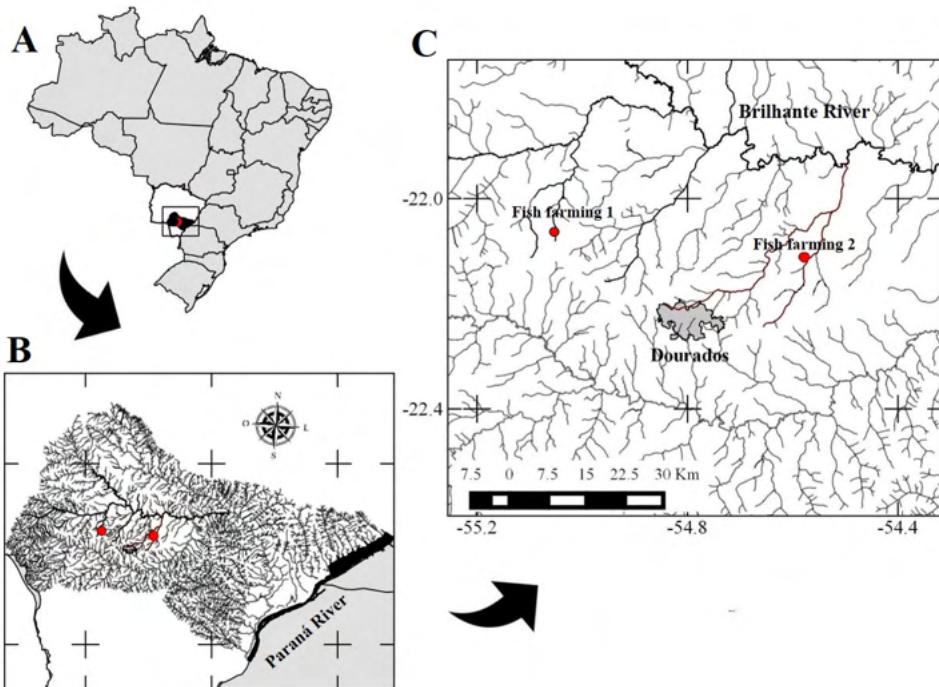 A
B
N
O
L
S
Paraná River
C
Brilhante River
-22.0
Fish farming 1
Fish farming 2
Dourados
-22.4
7.5 0 7.5 15 22.5 30 Km
-55.2 -54.8 -54.4